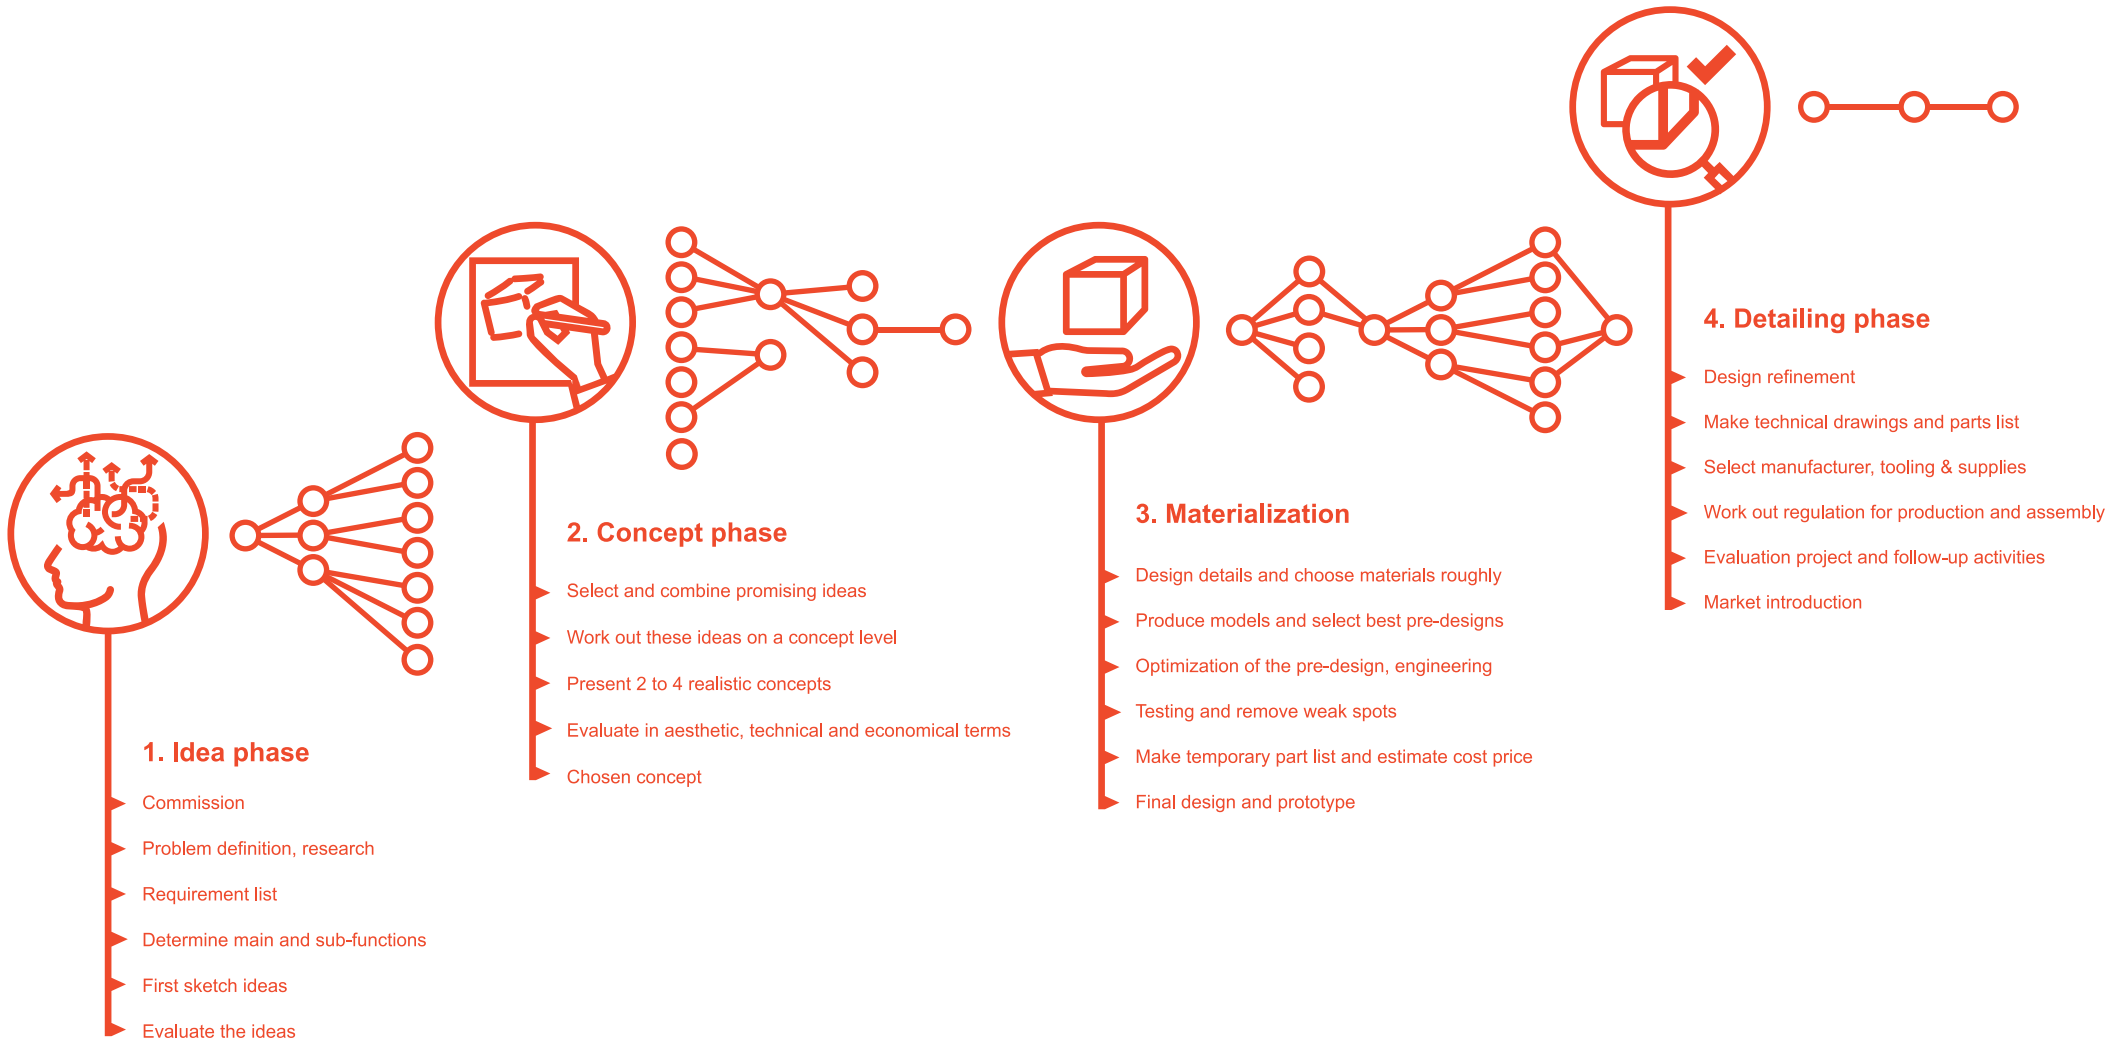 1. Idea phase
Commission
Problem definition, research
Requirement list
Determine main and sub-functions
First sketch ideas
Evaluate the ideas
2. Concept phase
Select and combine promising ideas
Work out these ideas on a concept level
Present 2 to 4 realistic concepts
Evaluate in aesthetic, technical and economical terms
Chosen concept
3. Materialization
Design details and choose materials roughly
Produce models and select best pre-designs
Optimization of the pre-design, engineering
Testing and remove weak spots
Make temporary part list and estimate cost price
Final design and prototype
4. Detailing phase
Design refinement
Make technical drawings and parts list
Select manufacturer, tooling & supplies
Work out regulation for production and assembly
Evaluation project and follow-up activities
Market introduction